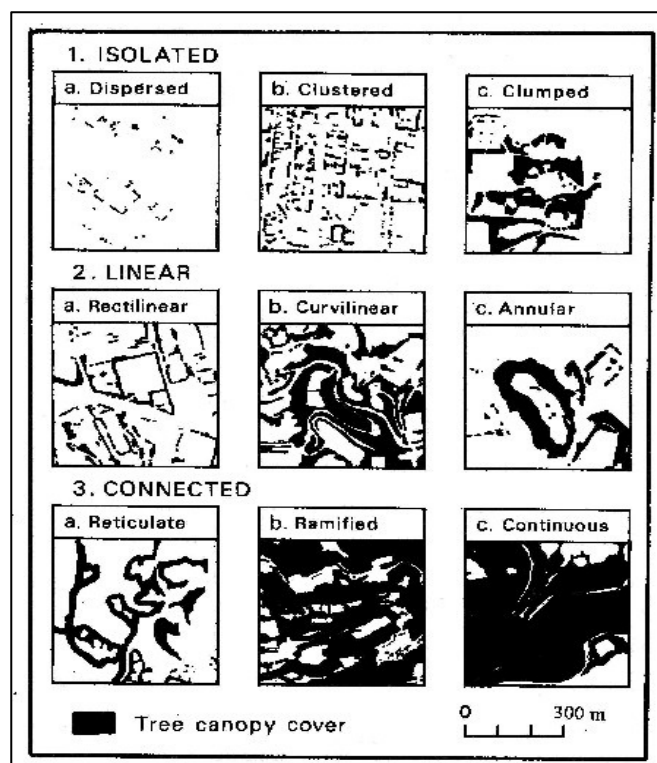 1. ISOLATED
a. Dispersed
b. Clustered
c. Clumped
2. LINEAR
a. Rectilinear
b. Curvilinear
c. Annular
3. CONNECTED
a. Reticulate
b. Ramified
c. Continuous
Tree canopy cover
0 300 m